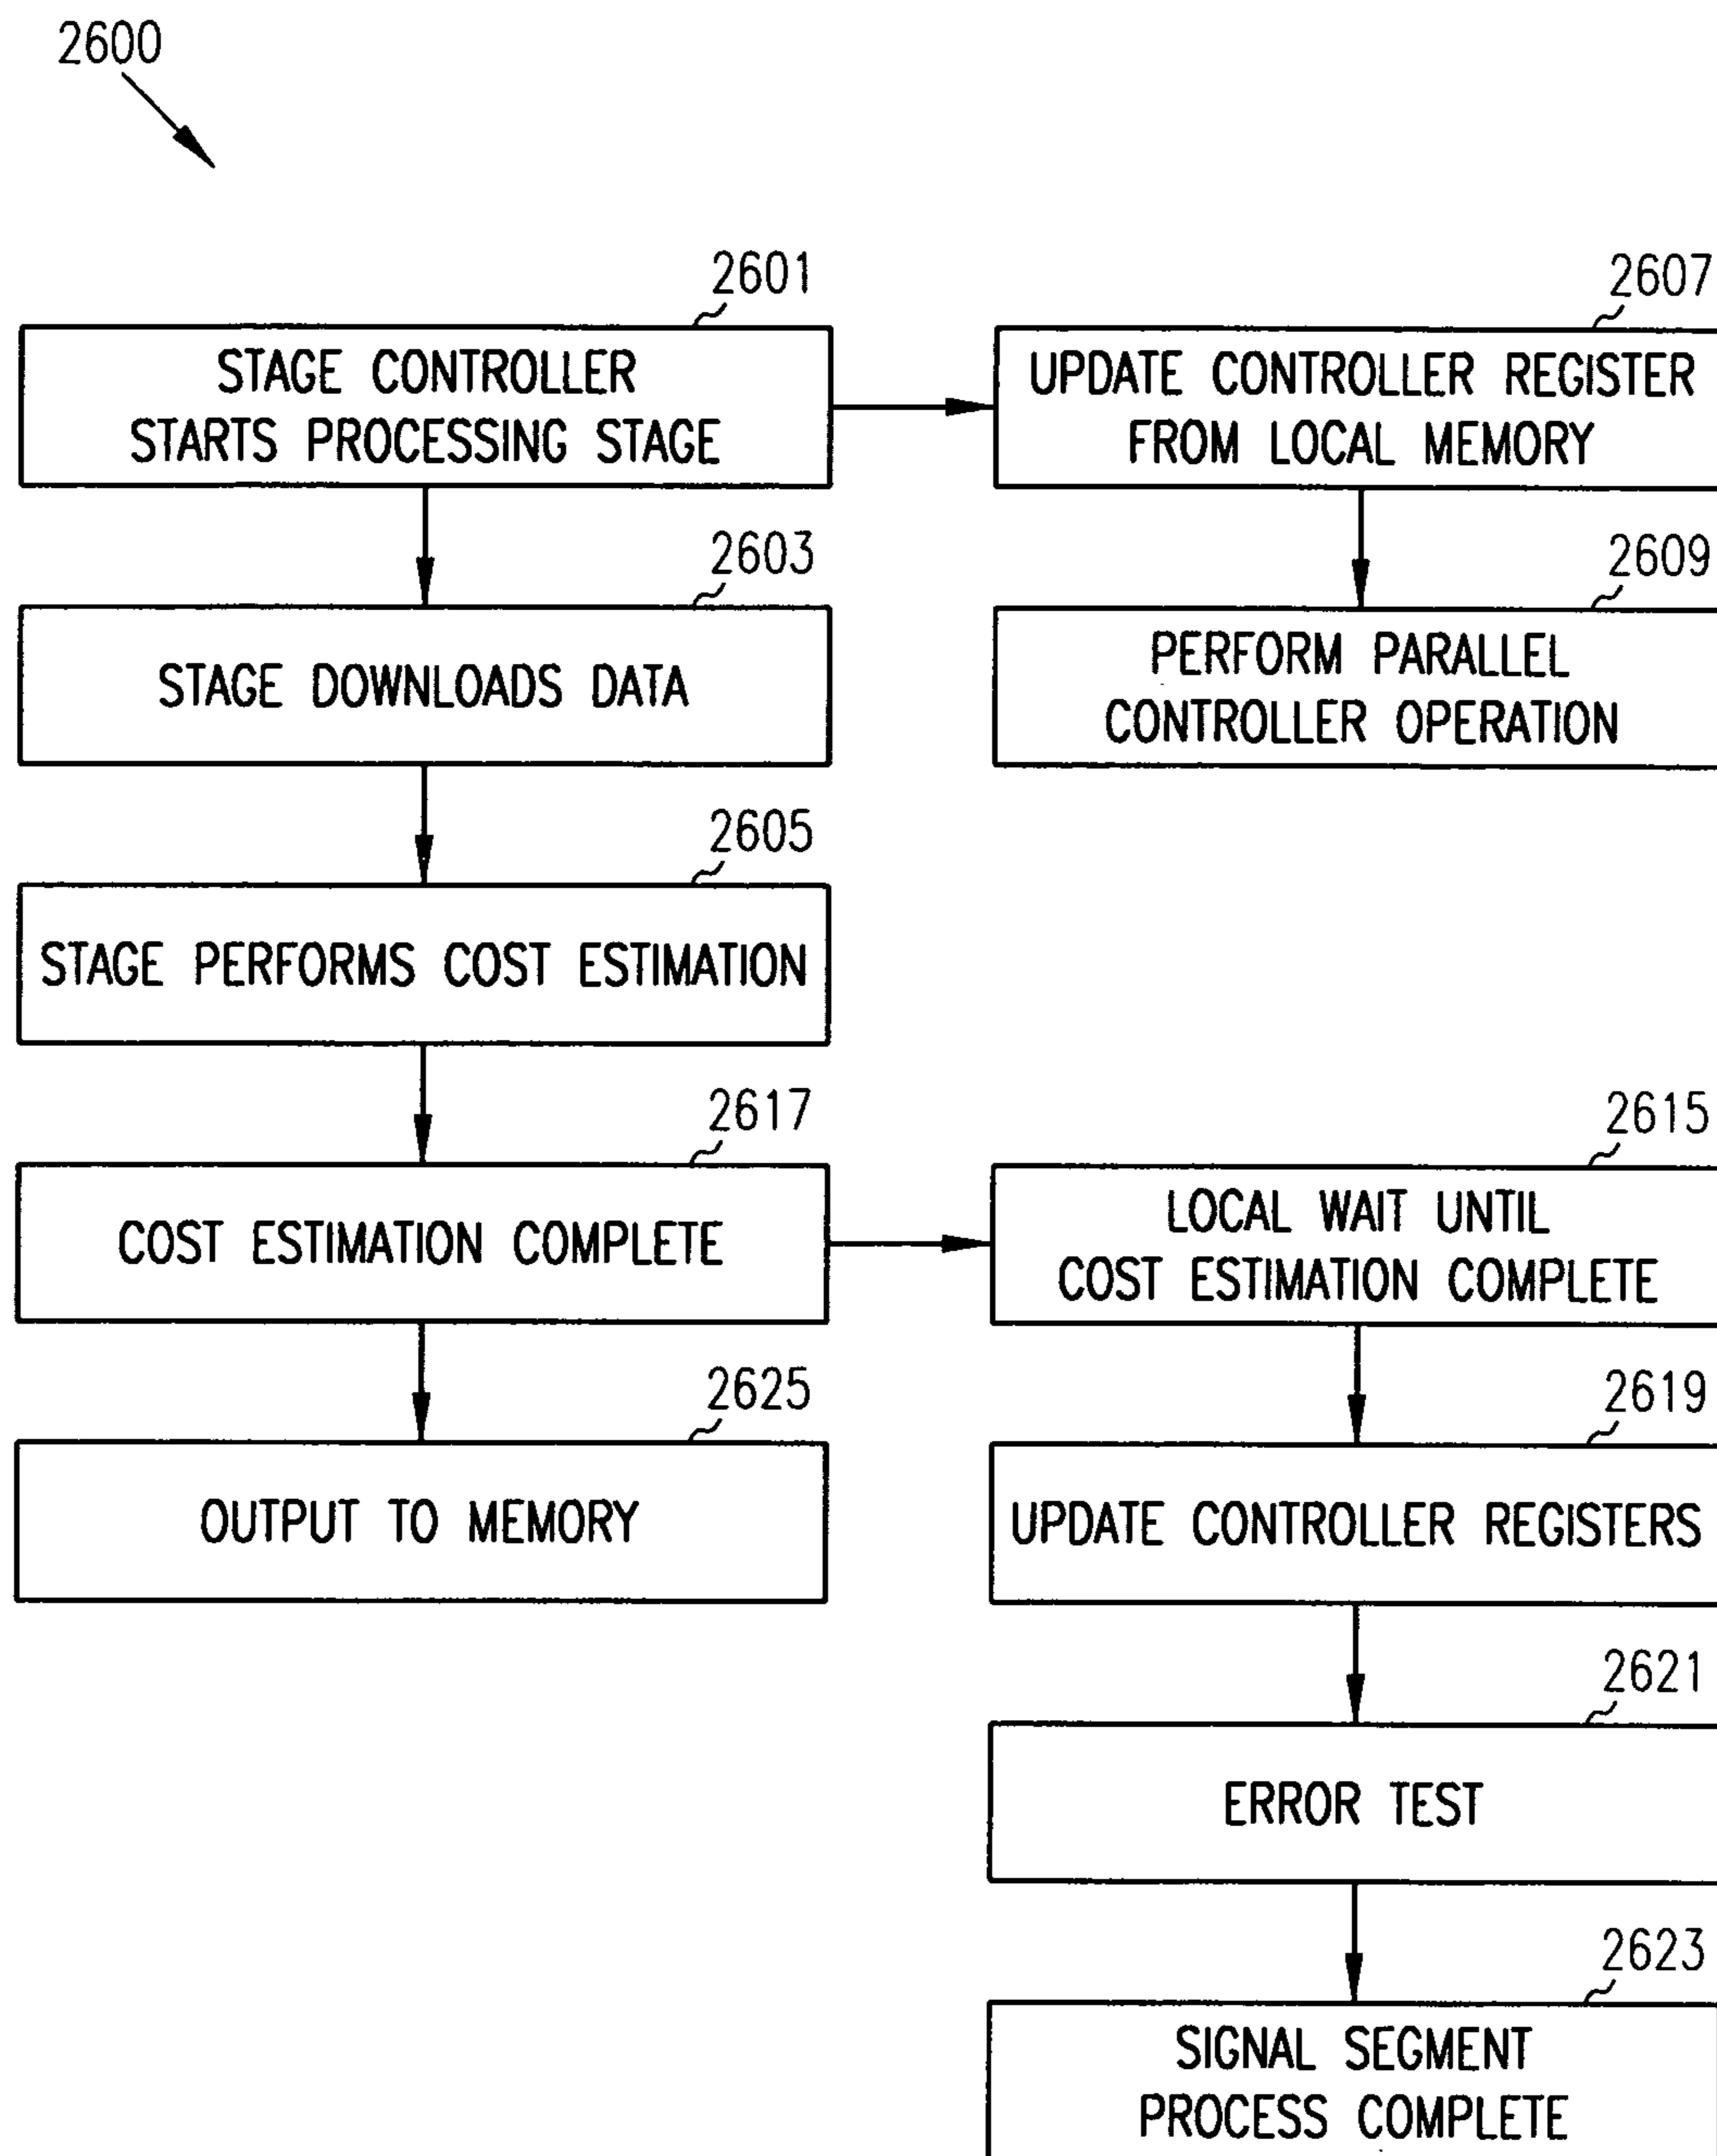 2600
2601
STAGE CONTROLLER
STARTS PROCESSING STAGE
2607
UPDATE CONTROLLER REGISTER
FROM LOCAL MEMORY
2603
STAGE DOWNLOADS DATA
2609
PERFORM PARALLEL
CONTROLLER OPERATION
2605
STAGE PERFORMS COST ESTIMATION
2617
COST ESTIMATION COMPLETE
2615
LOCAL WAIT UNTIL
COST ESTIMATION COMPLETE
2625
OUTPUT TO MEMORY
2619
UPDATE CONTROLLER REGISTERS
2621
ERROR TEST
2623
SIGNAL SEGMENT
PROCESS COMPLETE